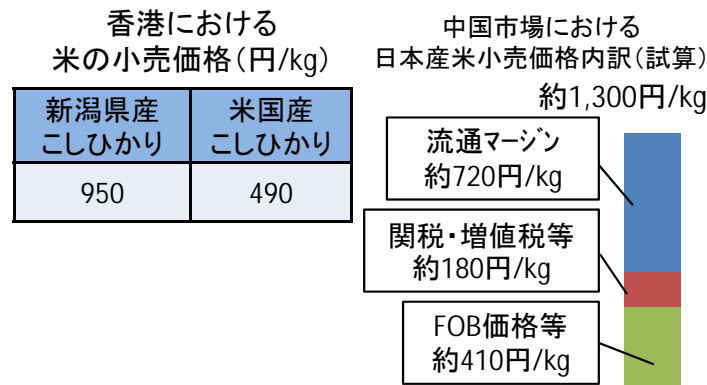 香港における
米の小売価格(円/kg)
新潟県産
こしひかり
米国産
こしひかり
950
490
中国市場における
日本産米小売価格内訳(試算)
約1,300円/kg
流通マージン
約720円/kg
関税・増値税等
約180円/kg
FOB価格等
約410円/kg